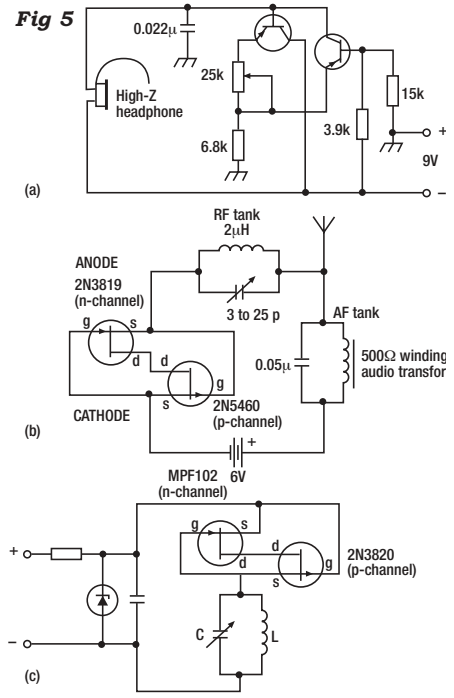 Fig 5
0.022μ
25k
High-Z
headphone
15k
3.9k
6.8k
+
9V
−
(a)
RF tank
2μH
ANODE
2N3819
(n-channel)
3 to 25 p
AF tank
g
s
d
d
g
s
0.05μ
500Ω winding
audio transfor
2N5460
(p-channel)
CATHODE
+
6V
(b)
MPF102
(n-channel)
+
g
s
d
d
g
s
2N3820
(p-channel)
C
L
−
(c)